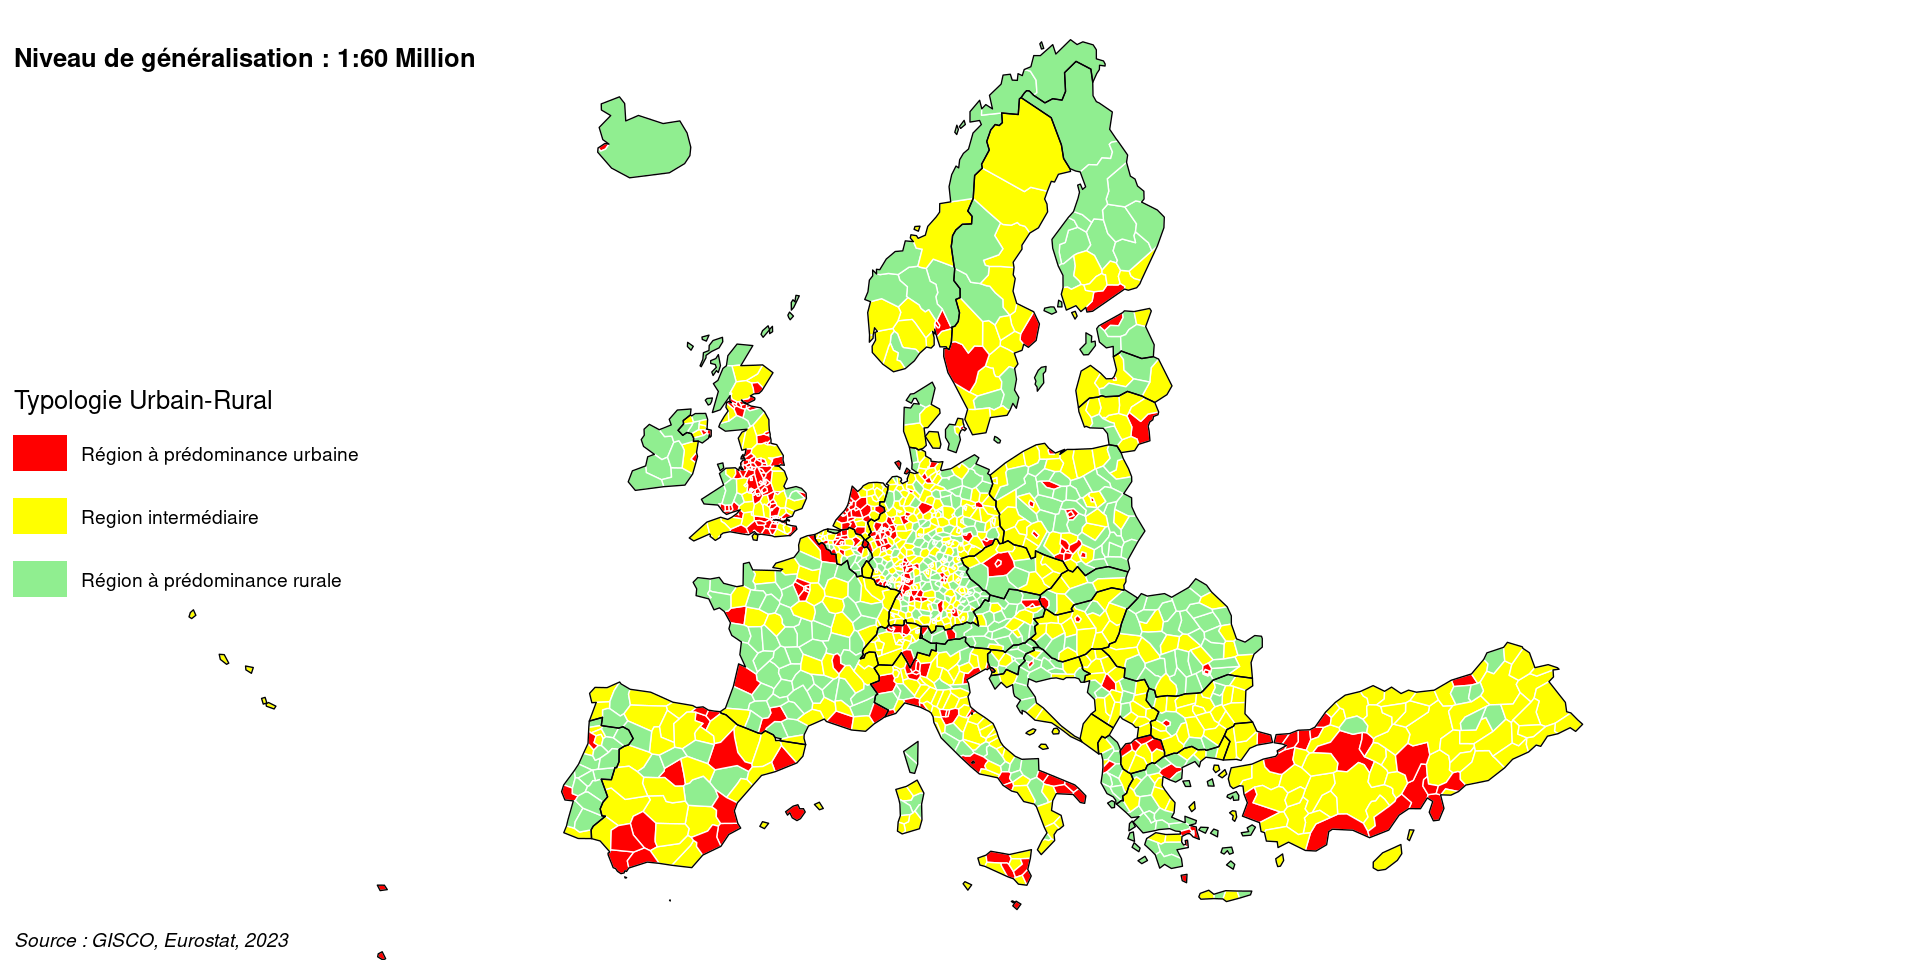 Niveau de généralisation : 1:60 Million
Typologie Urbain-Rural
Région à prédominance urbaine
Region intermédiaire
Région à prédominance rurale
Source : GISCO, Eurostat, 2023